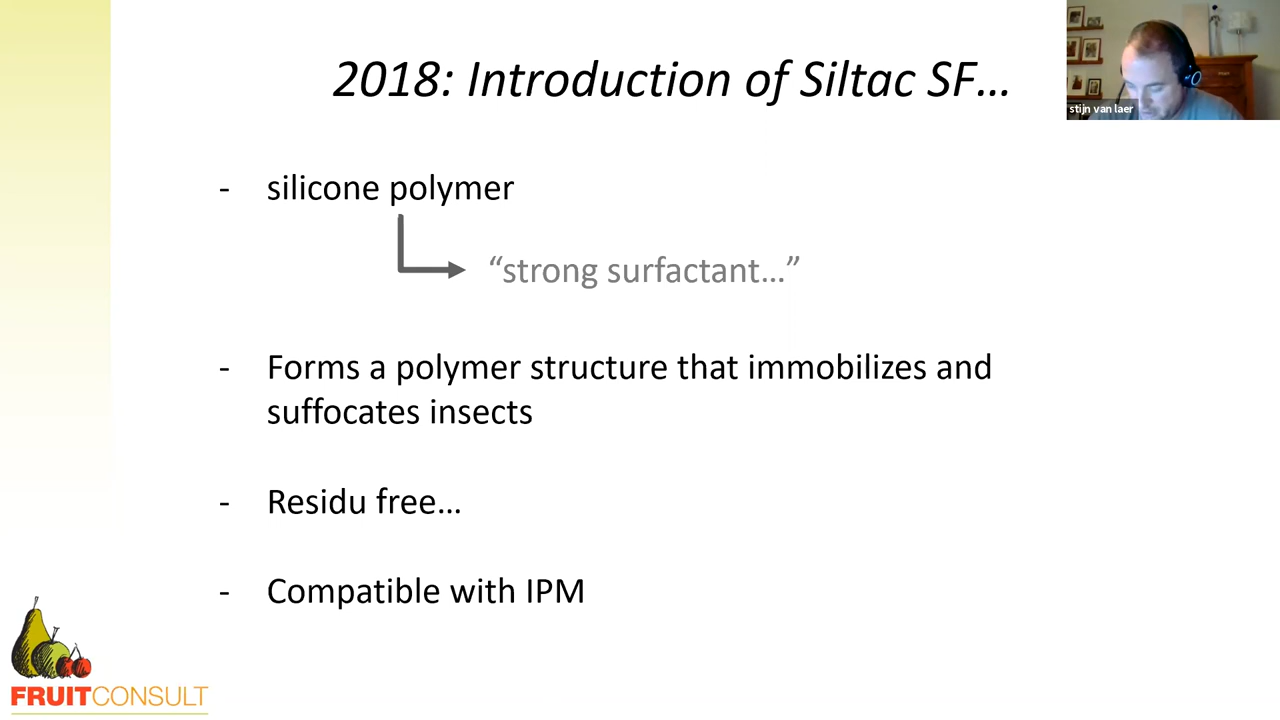 2018: Introduction of Siltac SF…
stijn van laer
- silicone polymer
“strong surfactant…”
- Forms a polymer structure that immobilizes and
suffocates insects
- Residu free…
- Compatible with IPM
FRUITCONSULT